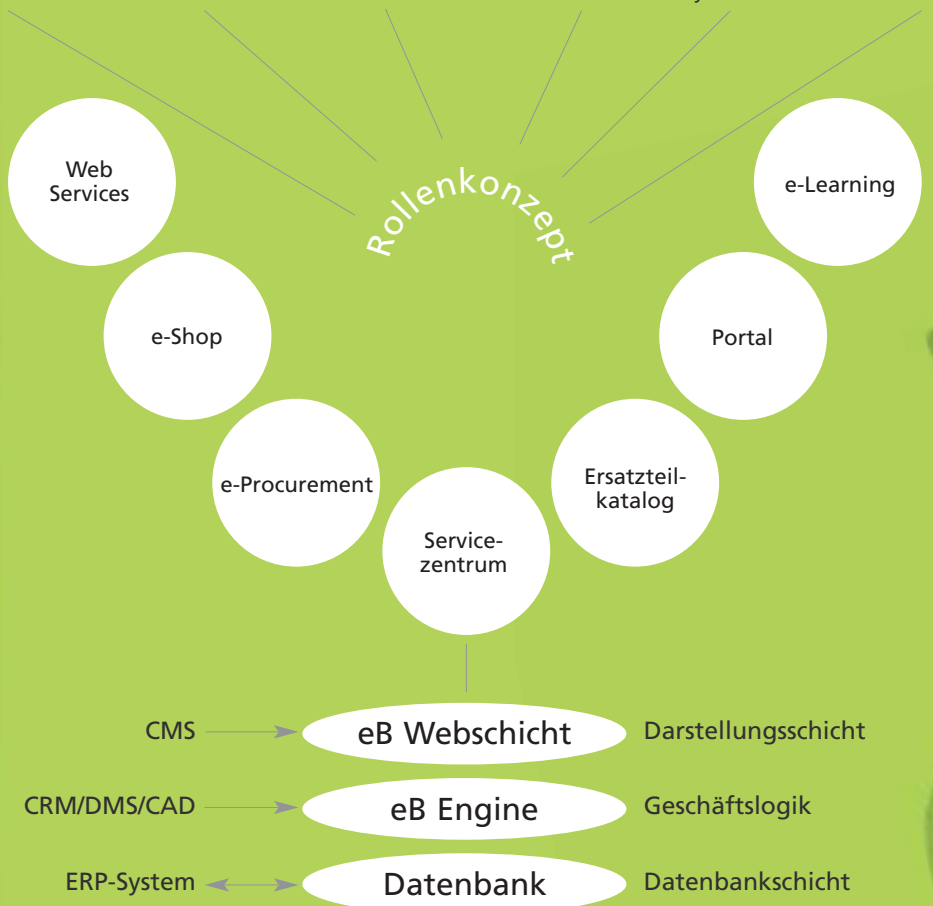 Rollenkonzept
Web
Services
e-Learning
e-Shop
Portal
e-Procurement
Ersatzteil-
katalog
Service-
zentrum
CMS
eB Webschicht
Darstellungsschicht
CRM/DMS/CAD
eB Engine
Geschäftslogik
ERP-System
Datenbank
Datenbankschicht